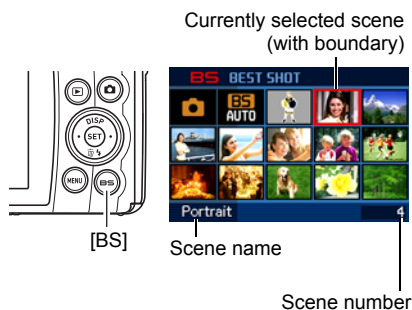 Currently selected scene
(with boundary)
BS BEST SHOT
BS
AUTO
DISP
SET
MENU
BS
Portrait
4
[BS]
Scene name
Scene number